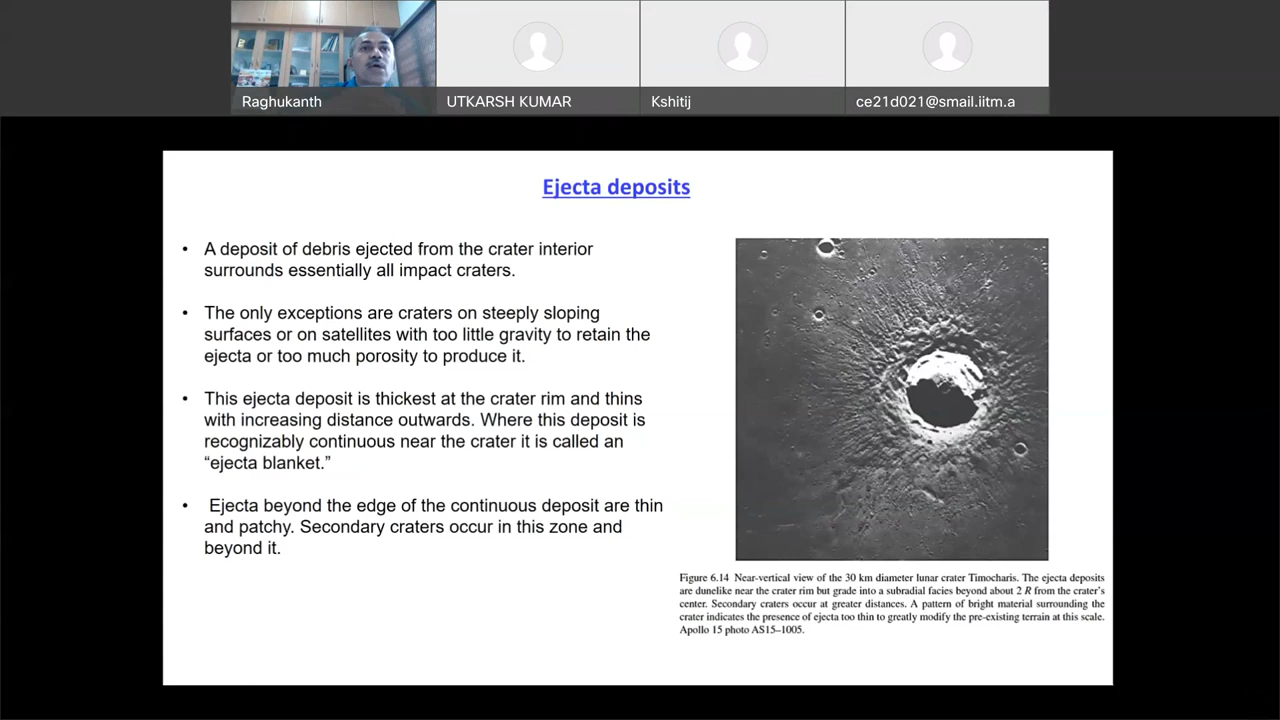 Raghukanth
UTKARSH KUMAR
Kshitij
ce21d021@smail.iitm.a
Ejecta deposits
• A deposit of debris ejected from the crater interior
surrounds essentially all impact craters.
• The only exceptions are craters on steeply sloping
surfaces or on satellites with too little gravity to retain the
ejecta or too much porosity to produce it.
• This ejecta deposit is thickest at the crater rim and thins
with increasing distance outwards. Where this deposit is
recognizably continuous near the crater it is called an
“ejecta blanket.”
• Ejecta beyond the edge of the continuous deposit are thin
and patchy. Secondary craters occur in this zone and
beyond it.
Figure 6.14 Near-vertical view of the 30 km diameter lunar crater Timocharis. The ejecta deposits
are dunelike near the crater rim but grade into a subradial facies beyond about 2 R from the crater's
center. Secondary craters occur at greater distances. A pattern of bright material surrounding the
crater indicates the presence of ejecta too thin to greatly modify the pre-existing terrain at this scale.
Apollo 15 photo AS15–1005.